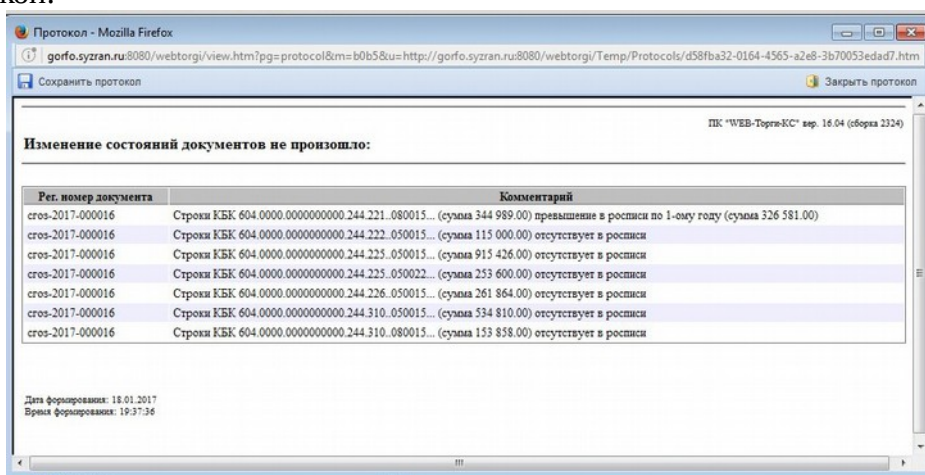 Протокол - Mozilla Firefox
gorfo.syzran.ru:8080/webtorgi/view.htm?pg=protocol&m=b0b5&u=http://gorfo.syzran.ru:8080/webtorgi/Temp/Protocols/d58fba32-0164-4565-a2e8-3b70053edad7.htm
Сохранить протокол Закрыть протокол
ПК "WEB-Торги-КС" вер. 16.04 (сборка 2324)
Изменение состояний документов не произошло:
Рег. номер документа Комментарий
cros-2017-000016 Строки КБК 604.0000.0000000000.244.221..080015... (сумма 344 989.00) превышение в росписи по 1-ому году (сумма 326 581.00)
cros-2017-000016 Строки КБК 604.0000.0000000000.244.222..050015... (сумма 115 000.00) отсутствует в росписи
cros-2017-000016 Строки КБК 604.0000.0000000000.244.225..050015... (сумма 915 426.00) отсутствует в росписи
cros-2017-000016 Строки КБК 604.0000.0000000000.244.225..050022... (сумма 253 600.00) отсутствует в росписи
cros-2017-000016 Строки КБК 604.0000.0000000000.244.226..050015... (сумма 261 864.00) отсутствует в росписи
cros-2017-000016 Строки КБК 604.0000.0000000000.244.310..050015... (сумма 534 810.00) отсутствует в росписи
cros-2017-000016 Строки КБК 604.0000.0000000000.244.310..080015... (сумма 153 858.00) отсутствует в росписи
Дата формирования: 18.01.2017
Время формирования: 19:37:36